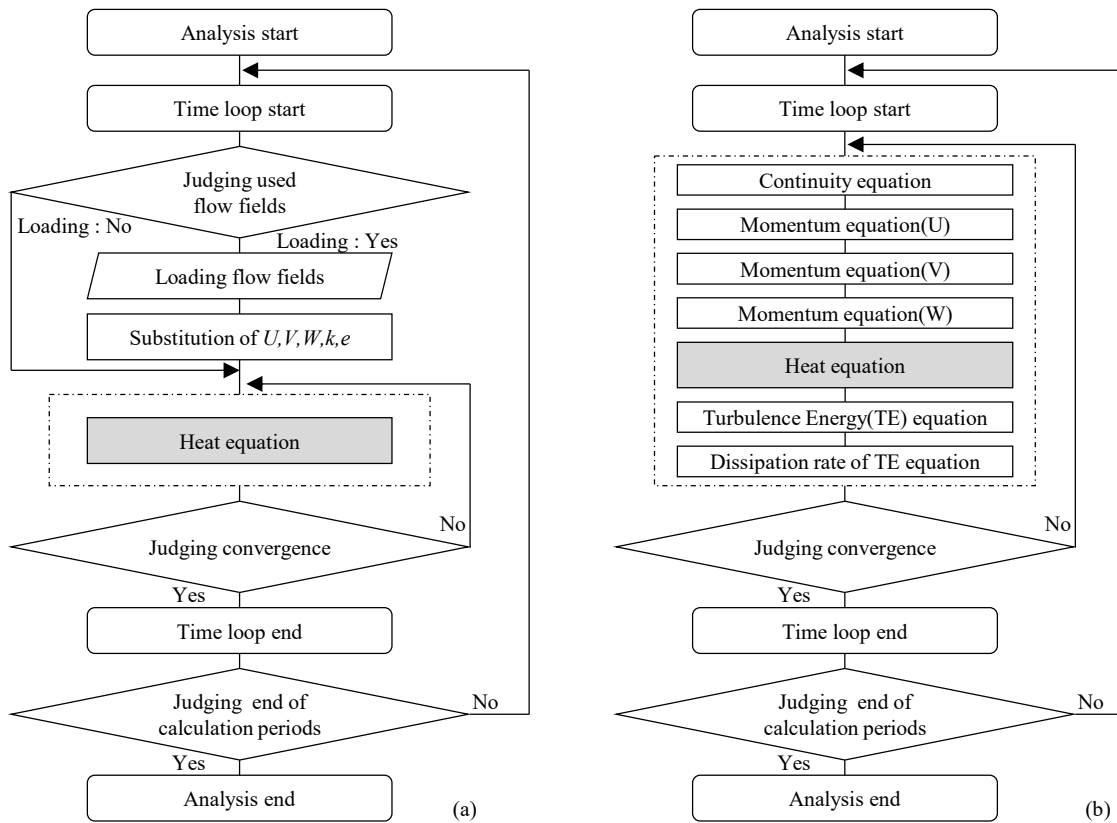 Analysis start
Time loop start
Judging used
flow fields
Loading : No
Loading : Yes
Loading flow fields
Substitution of U,V,W,k,e
Heat equation
No
Judging convergence
Yes
Time loop end
Judging  end of
calculation periods
No
Yes
Analysis end
(a)
Analysis start
Time loop start
Continuity equation
Momentum equation(U)
Momentum equation(V)
Momentum equation(W)
Heat equation
Turbulence Energy(TE) equation
Dissipation rate of TE equation
No
Judging convergence
Yes
Time loop end
Judging  end of
calculation periods
No
Yes
Analysis end
(b)